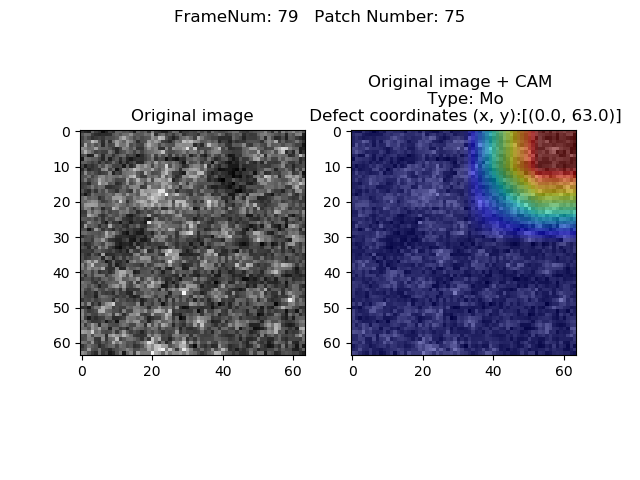 FrameNum: 79   Patch Number: 75
Original image
0
10
20
30
40
50
60
0 20 40 60
Original image + CAM
Type: Mo
Defect coordinates (x, y):[(0.0, 63.0)]
0
10
20
30
40
50
60
0 20 40 60